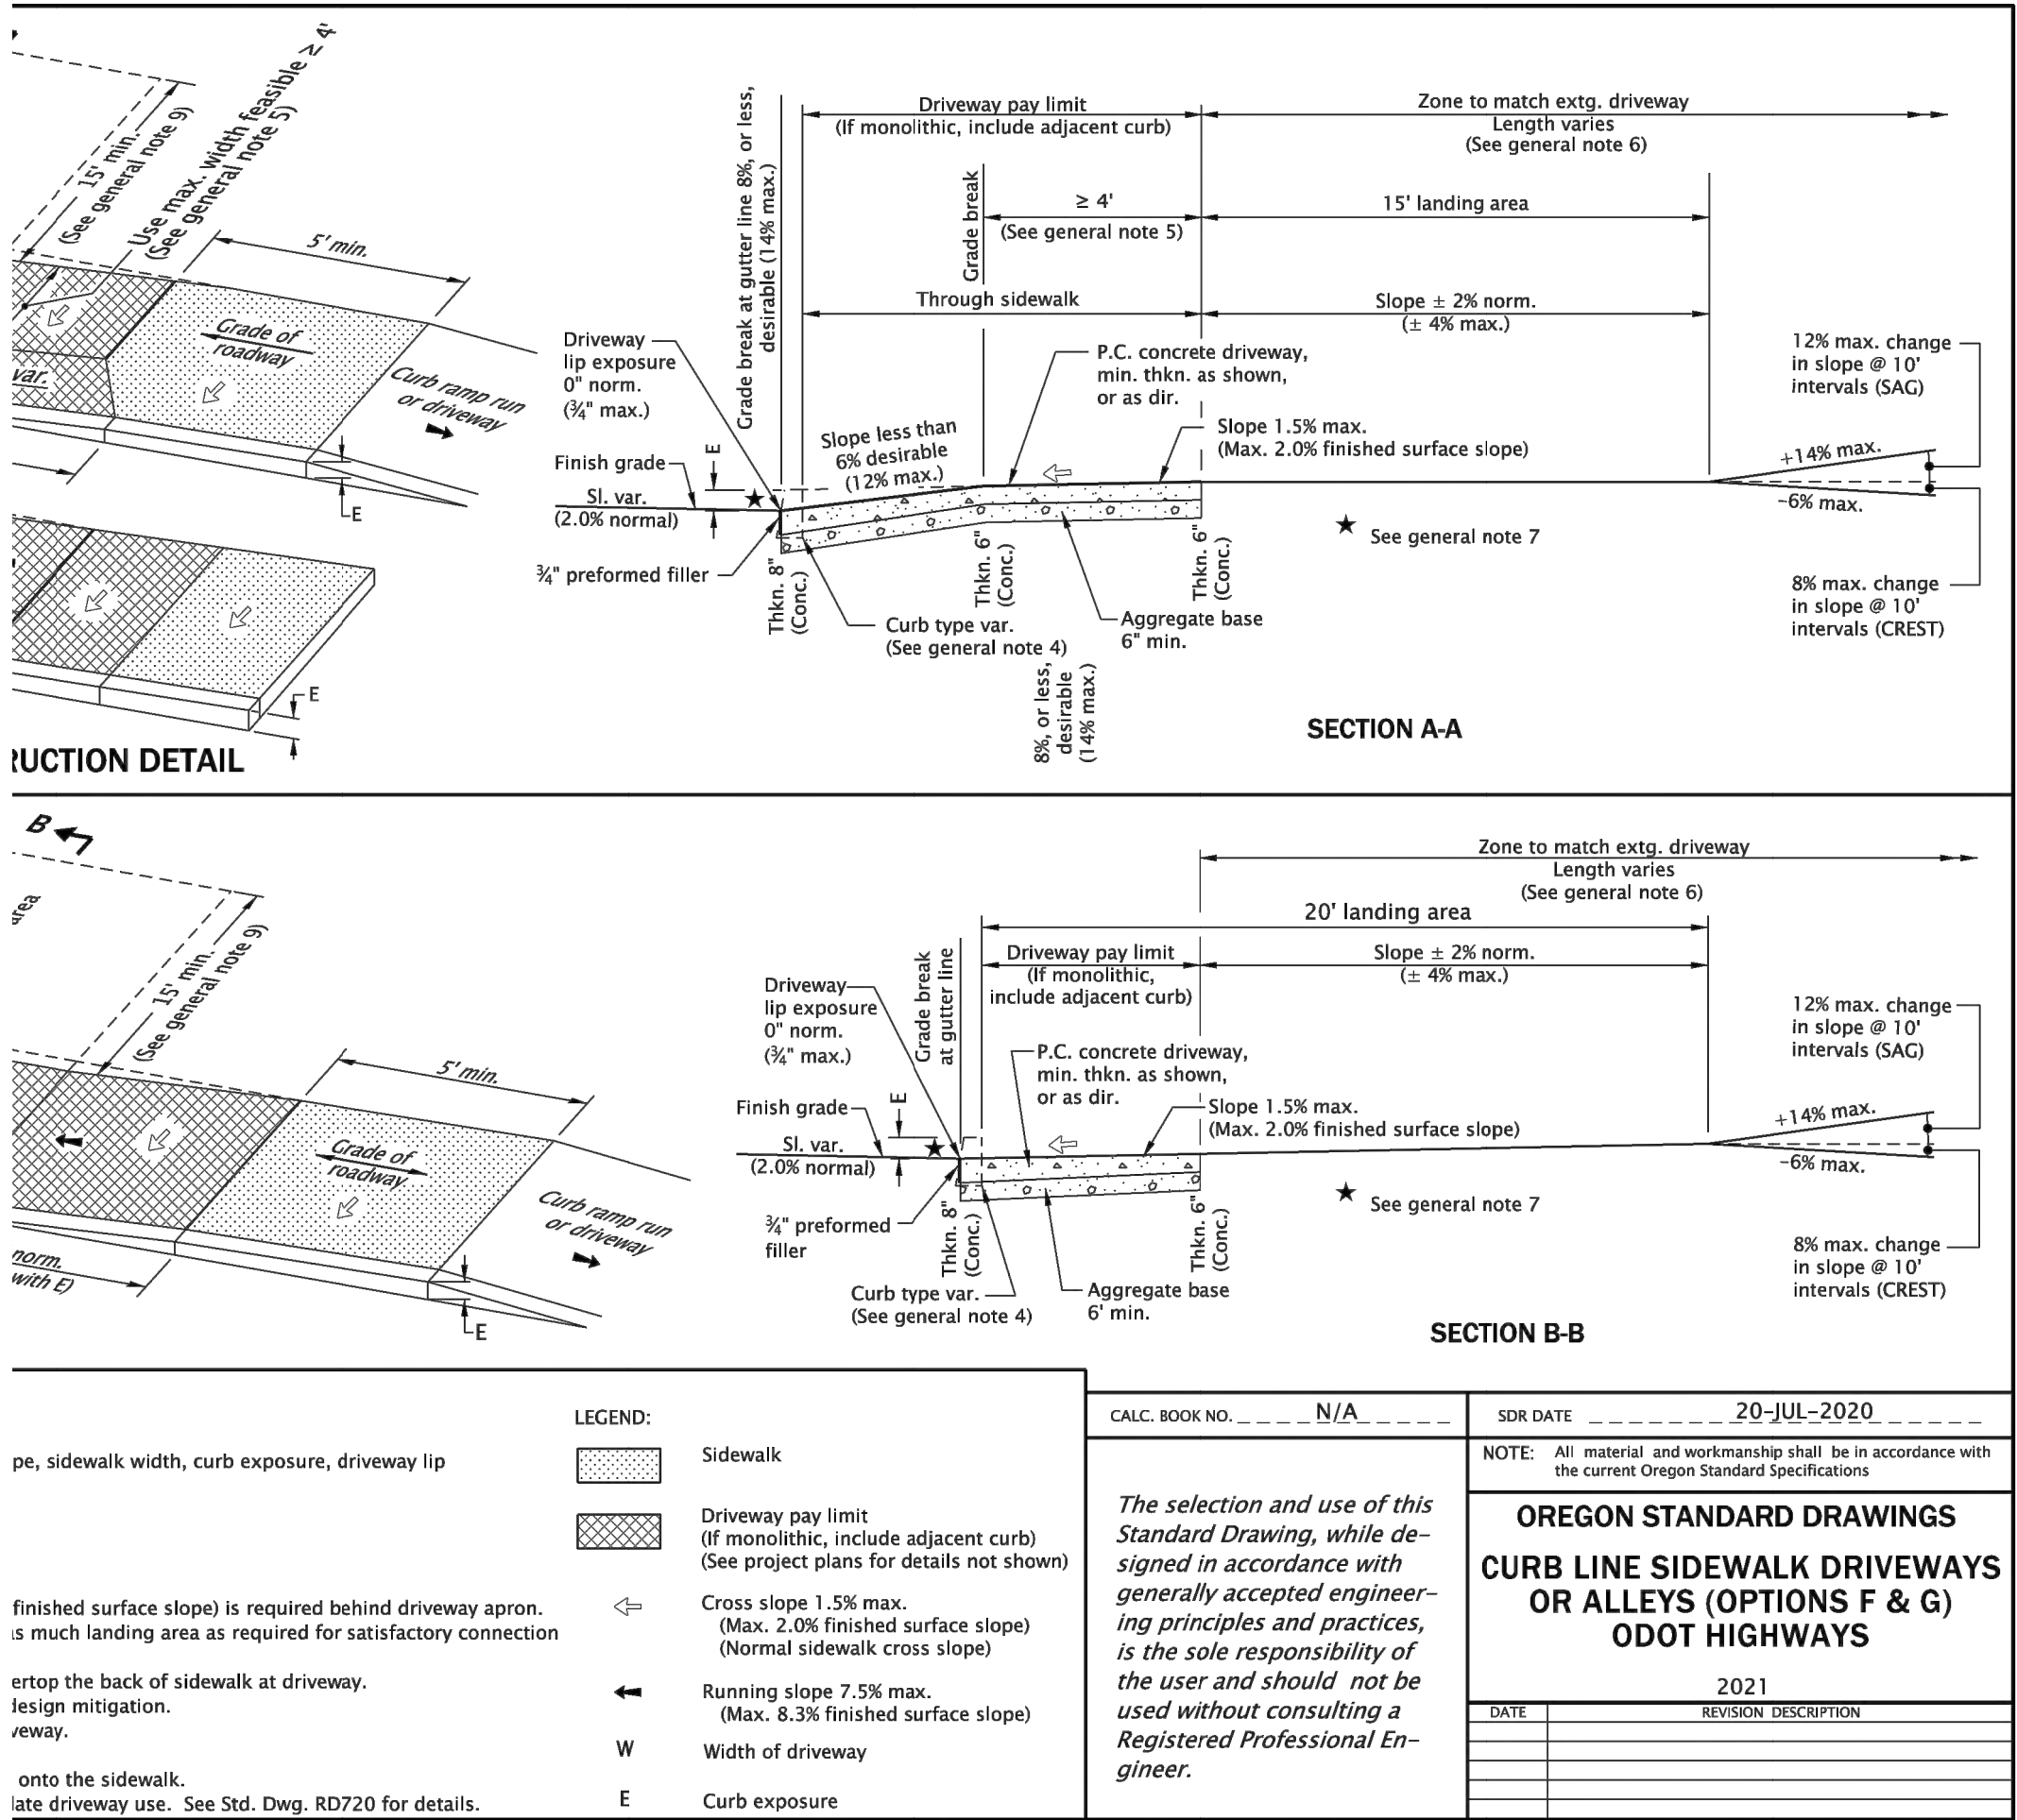 15' min.
(See general note 9)
Use max. width feasible ≥ 4'
(See general note 5)
5' min.
Grade of
roadway
var.
Curb ramp run
or driveway
E
E
RUCTION DETAIL
Grade break at gutter line 8%, or less,
desirable (14% max.)
Driveway pay limit
(If monolithic, include adjacent curb)
Zone to match extg. driveway
Length varies
(See general note 6)
Grade break
≥ 4'
(See general note 5)
15' landing area
Through sidewalk
Slope ± 2% norm.
(± 4% max.)
Driveway
lip exposure
0" norm.
(¾" max.)
P.C. concrete driveway,
min. thkn. as shown,
or as dir.
12% max. change
in slope @ 10'
intervals (SAG)
Slope less than
6% desirable
(12% max.)
Slope 1.5% max.
(Max. 2.0% finished surface slope)
E
Finish grade
Sl. var.
(2.0% normal)
+14% max.
-6% max.
★ See general note 7
¾" preformed filler
Thkn. 8"
(Conc.)
Thkn. 6"
(Conc.)
Thkn. 6"
(Conc.)
Curb type var.
(See general note 4)
Aggregate base
6" min.
8% max. change
in slope @ 10'
intervals (CREST)
8%, or less,
desirable
(14% max.)
SECTION A-A
B
area
15' min.
(See general note 9)
5' min.
Grade of
roadway
Curb ramp run
or driveway
norm.
with E)
E
Zone to match extg. driveway
Length varies
(See general note 6)
20' landing area
Grade break
at gutter line
Driveway pay limit
(If monolithic,
include adjacent curb)
Slope ± 2% norm.
(± 4% max.)
Driveway
lip exposure
0" norm.
(¾" max.)
12% max. change
in slope @ 10'
intervals (SAG)
P.C. concrete driveway,
min. thkn. as shown,
or as dir.
E
Finish grade
Slope 1.5% max.
(Max. 2.0% finished surface slope)
Sl. var.
(2.0% normal)
+14% max.
-6% max.
★ See general note 7
¾" preformed
filler
Thkn. 8"
(Conc.)
Thkn. 6"
(Conc.)
Curb type var.
(See general note 4)
Aggregate base
6' min.
8% max. change
in slope @ 10'
intervals (CREST)
SECTION B-B
pe, sidewalk width, curb exposure, driveway lip
finished surface slope) is required behind driveway apron.
s much landing area as required for satisfactory connection
ertop the back of sidewalk at driveway.
design mitigation.
veway.
onto the sidewalk.
late driveway use. See Std. Dwg. RD720 for details.
LEGEND:
Sidewalk
Driveway pay limit
(If monolithic, include adjacent curb)
(See project plans for details not shown)
Cross slope 1.5% max.
(Max. 2.0% finished surface slope)
(Normal sidewalk cross slope)
Running slope 7.5% max.
(Max. 8.3% finished surface slope)
W Width of driveway
E Curb exposure
CALC. BOOK NO. N/A
The selection and use of this
Standard Drawing, while de-
signed in accordance with
generally accepted engineer-
ing principles and practices,
is the sole responsibility of
the user and should not be
used without consulting a
Registered Professional En-
gineer.
SDR DATE 20-JUL-2020
NOTE: All material and workmanship shall be in accordance with
the current Oregon Standard Specifications
OREGON STANDARD DRAWINGS
CURB LINE SIDEWALK DRIVEWAYS
OR ALLEYS (OPTIONS F & G)
ODOT HIGHWAYS
2021
DATE REVISION DESCRIPTION